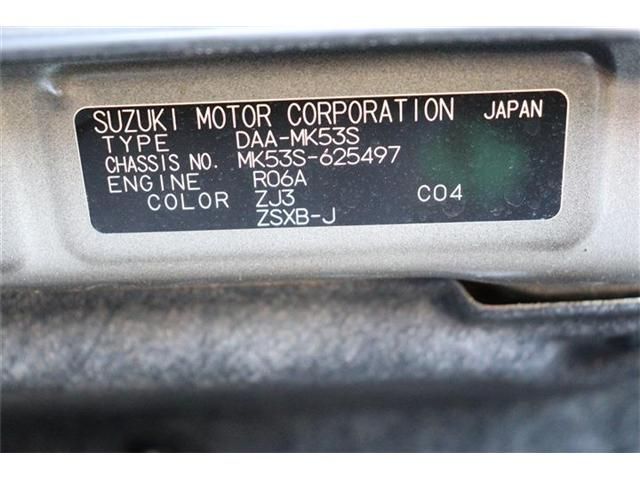 SUZUKI MOTOR CORPORATION JAPAN
TYPE DAA-MK53S
CHASSIS NO. MK53S-625497
ENGINE R06A
COLOR ZJ3 C04
ZSXB-J